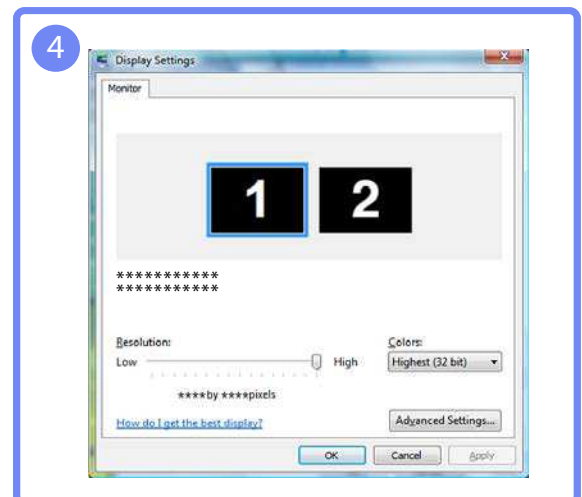 4
Display Settings
Monitor
1 2
***********
***********
Resolution:
Colors:
Low High
Highest (32 bit)
****by ****pixels
How do I get the best display?
Advanced Settings...
OK Cancel Apply